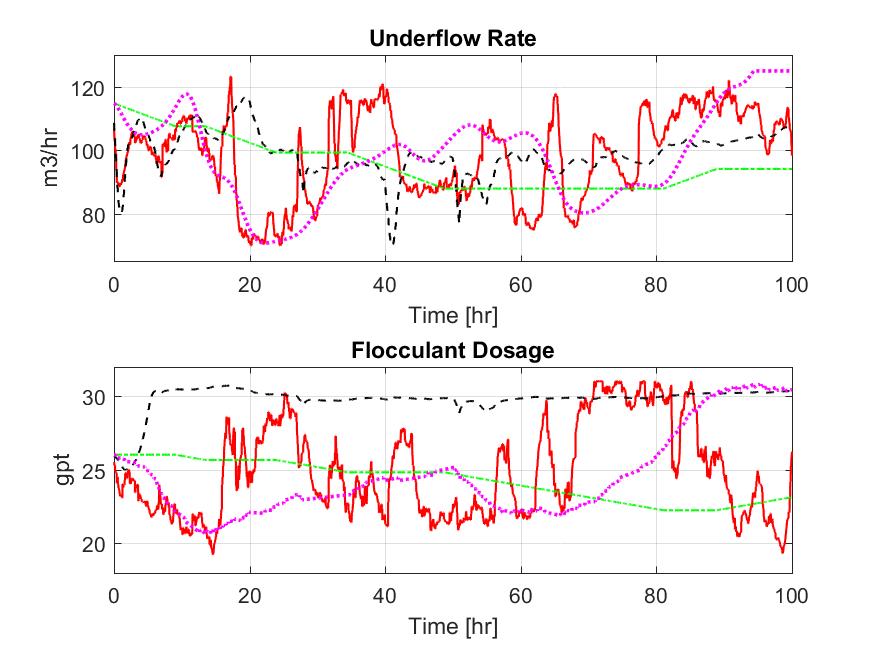 Underflow Rate
120
100
80
m3/hr
0 20 40 60 80 100
Time [hr]
Flocculant Dosage
30
25
20
gpt
0 20 40 60 80 100
Time [hr]